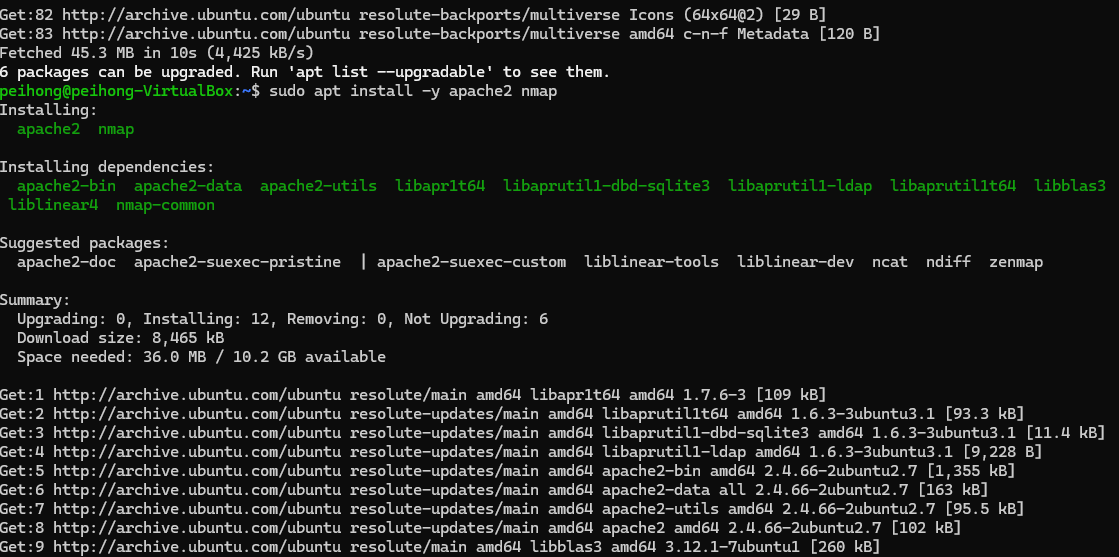 Get:82 http://archive.ubuntu.com/ubuntu resolute-backports/multiverse Icons (64x64@2) [29 B]
Get:83 http://archive.ubuntu.com/ubuntu resolute-backports/multiverse amd64 c-n-f Metadata [120 B]
Fetched 45.3 MB in 10s (4,425 kB/s)
6 packages can be upgraded. Run 'apt list --upgradable' to see them.
peihong@peihong-VirtualBox:~$ sudo apt install -y apache2 nmap
Installing:
  apache2  nmap

Installing dependencies:
  apache2-bin  apache2-data  apache2-utils  libapr1t64  libaprutil1-dbd-sqlite3  libaprutil1-ldap  libaprutil1t64  libblas3
 liblinear4  nmap-common

Suggested packages:
  apache2-doc  apache2-suexec-pristine  | apache2-suexec-custom  liblinear-tools  liblinear-dev  ncat  ndiff  zenmap

Summary:
  Upgrading: 0, Installing: 12, Removing: 0, Not Upgrading: 6
  Download size: 8,465 kB
  Space needed: 36.0 MB / 10.2 GB available

Get:1 http://archive.ubuntu.com/ubuntu resolute/main amd64 libapr1t64 amd64 1.7.6-3 [109 kB]
Get:2 http://archive.ubuntu.com/ubuntu resolute-updates/main amd64 libaprutil1t64 amd64 1.6.3-3ubuntu3.1 [93.3 kB]
Get:3 http://archive.ubuntu.com/ubuntu resolute-updates/main amd64 libaprutil1-dbd-sqlite3 amd64 1.6.3-3ubuntu3.1 [11.4 kB]
Get:4 http://archive.ubuntu.com/ubuntu resolute-updates/main amd64 libaprutil1-ldap amd64 1.6.3-3ubuntu3.1 [9,228 B]
Get:5 http://archive.ubuntu.com/ubuntu resolute-updates/main amd64 apache2-bin amd64 2.4.66-2ubuntu2.7 [1,355 kB]
Get:6 http://archive.ubuntu.com/ubuntu resolute-updates/main amd64 apache2-data all 2.4.66-2ubuntu2.7 [163 kB]
Get:7 http://archive.ubuntu.com/ubuntu resolute-updates/main amd64 apache2-utils amd64 2.4.66-2ubuntu2.7 [95.5 kB]
Get:8 http://archive.ubuntu.com/ubuntu resolute-updates/main amd64 apache2 amd64 2.4.66-2ubuntu2.7 [102 kB]
Get:9 http://archive.ubuntu.com/ubuntu resolute/main amd64 libblas3 amd64 3.12.1-7ubuntu1 [260 kB]